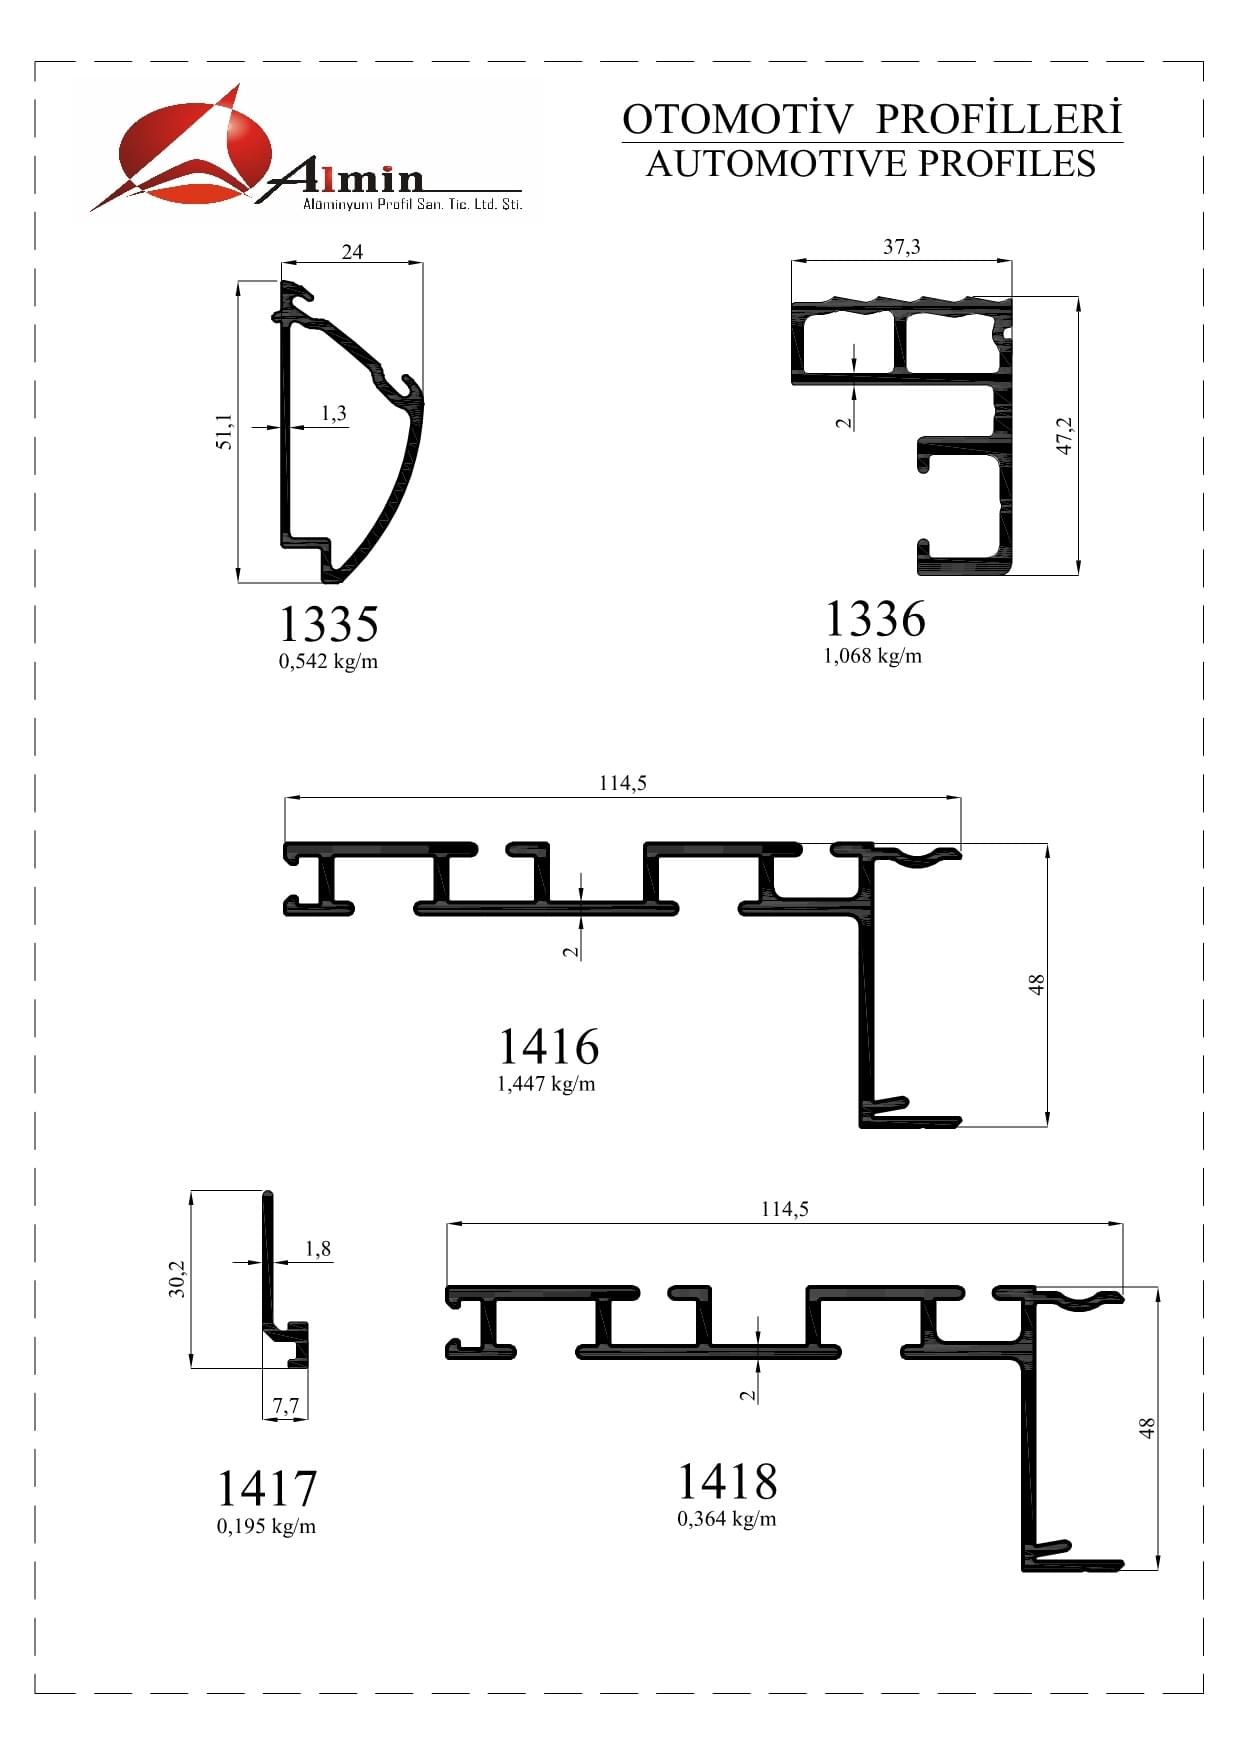 OTOMOTİV PROFİLLERİ
AUTOMOTIVE PROFILES
Almin
Alüminyum Profil San. Tic. Ltd. Şti.
24
51,1
1,3
1335
0,542 kg/m
37,3
2
47,2
1336
1,068 kg/m
114,5
2
48
1416
1,447 kg/m
30,2
1,8
7,7
1417
0,195 kg/m
114,5
2
48
1418
0,364 kg/m